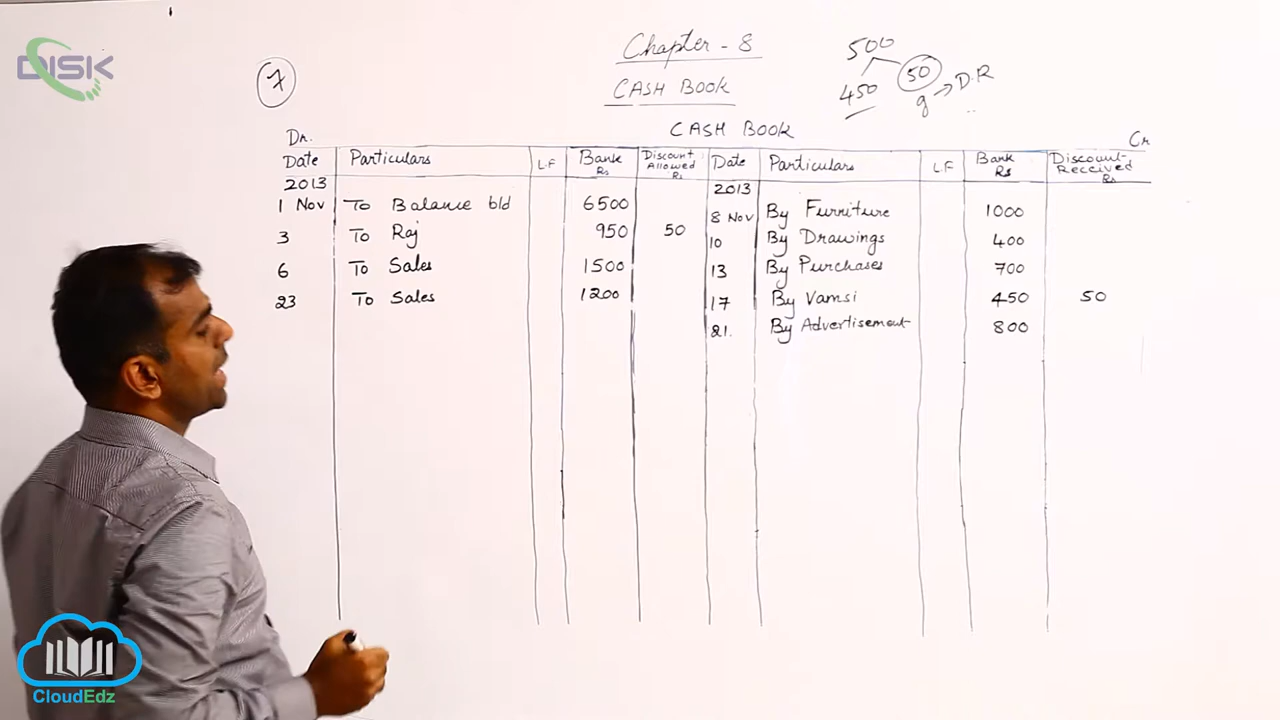 DISK
7
Chapter - 8
CASH BOOK
500
450 50
g → D.R
CASH BOOK
Dr. Cr
Date Particulars L.F Bank Rs Discount Allowed Rs Date Particulars LF Bank Rs Discount Received Rs
2013 2013
1 Nov To Balance b/d 6500 8 Nov By Furniture 1000
3 To Raj 950 50 10 By Drawings 400
6 To Sales 1500 13 By Purchases 700
23 To Sales 1200 17 By Vamsi 450 50
21. By Advertisement 800
CloudEdz